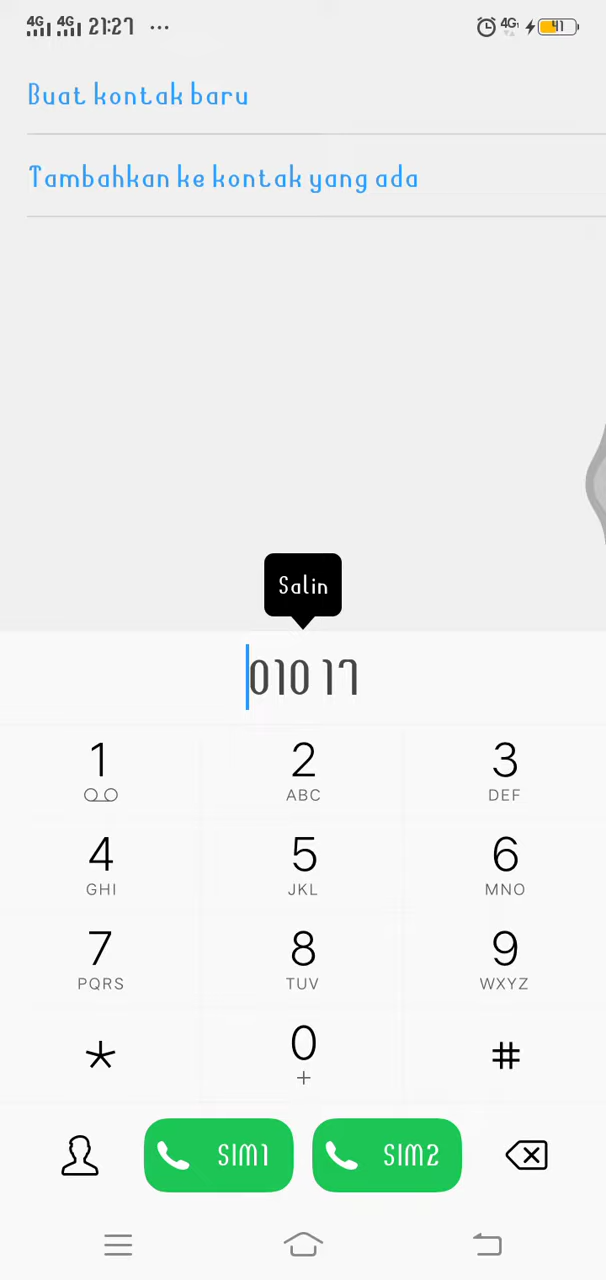 4G 4G 21:27 ... 4G 41
Buat kontak baru
Tambahkan ke kontak yang ada
Salin
010 17
1 2 3
ABC DEF
4 5 6
GHI JKL MNO
7 8 9
PQRS TUV WXYZ
* 0 #
+
SIM1 SIM2